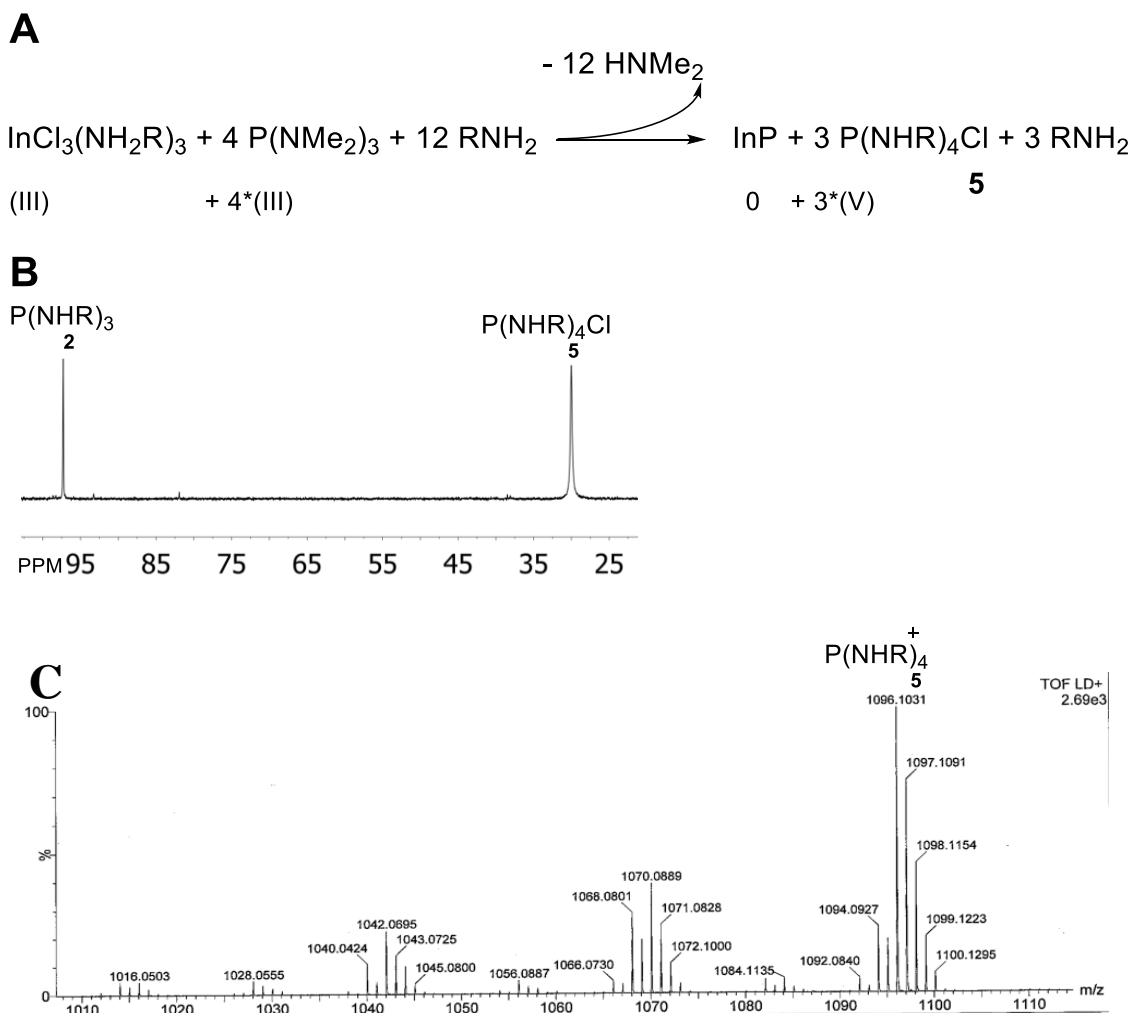 A
- 12 HNMe2
InCl3(NH2R)3 + 4 P(NMe2)3 + 12 RNH2 InP + 3 P(NHR)4Cl + 3 RNH2
5
(III) + 4*(III) 0 + 3*(V)
B
P(NHR)3
2
P(NHR)4Cl
5
PPM 95 85 75 65 55 45 35 25
C
+
P(NHR)4
5
TOF LD+
2.69e3
100
1096.1031
1097.1091
1098.1154
%
1070.0889
1068.0801
1071.0828
1094.0927
1099.1223
1042.0695
1043.0725
1040.0424
1072.1000
1100.1295
1016.0503
1028.0555
1045.0800
1056.0887
1066.0730
1084.1135
1092.0840
0
m/z
1010 1020 1030 1040 1050 1060 1070 1080 1090 1100 1110